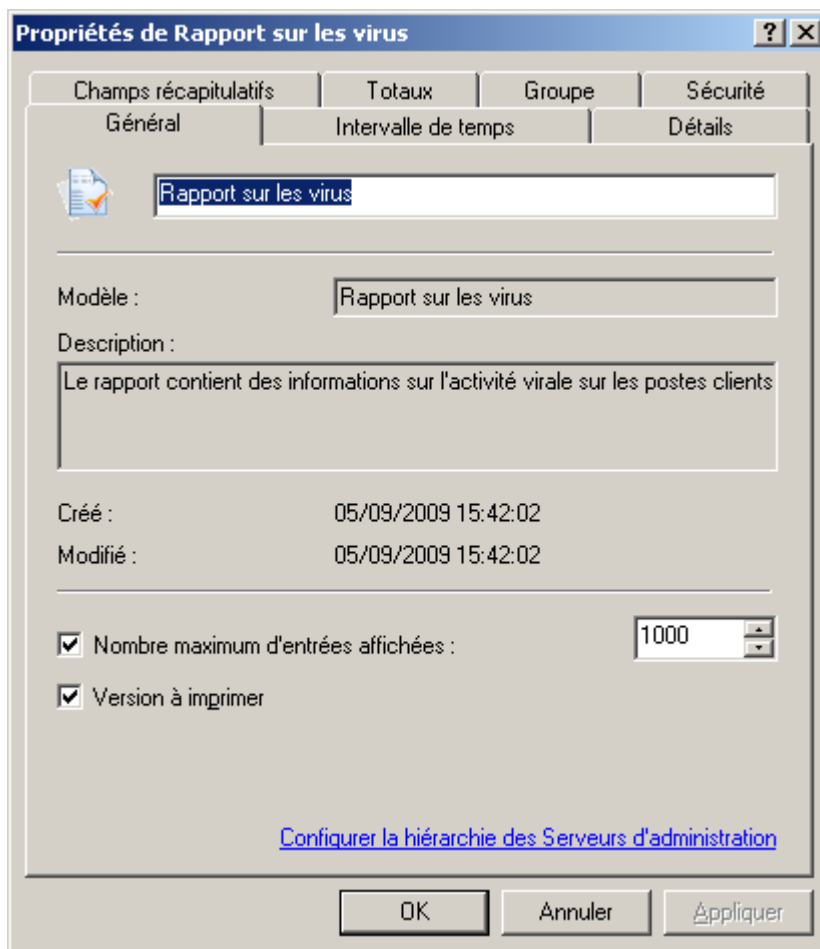 Propriétés de Rapport sur les virus
Champs récapitulatifs Totaux Groupe Sécurité
Général Intervalle de temps Détails
Rapport sur les virus
Modèle : Rapport sur les virus
Description :
Le rapport contient des informations sur l'activité virale sur les postes clients
Créé : 05/09/2009 15:42:02
Modifié : 05/09/2009 15:42:02
Nombre maximum d'entrées affichées : 1000
Version à imprimer
Configurer la hiérarchie des Serveurs d'administration
OK Annuler Appliquer